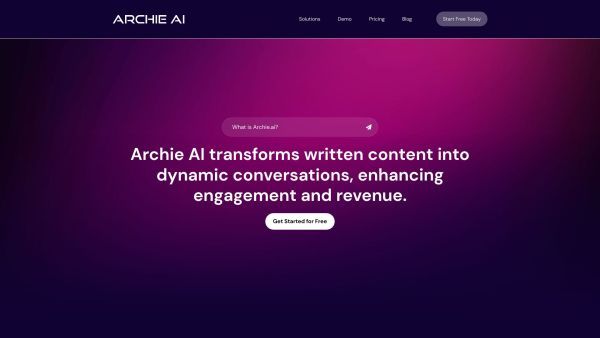 ARCHIE AI
Solutions Demo Pricing Blog Start Free Today
What is Archie.ai?
Archie AI transforms written content into
dynamic conversations, enhancing
engagement and revenue.
Get Started for Free